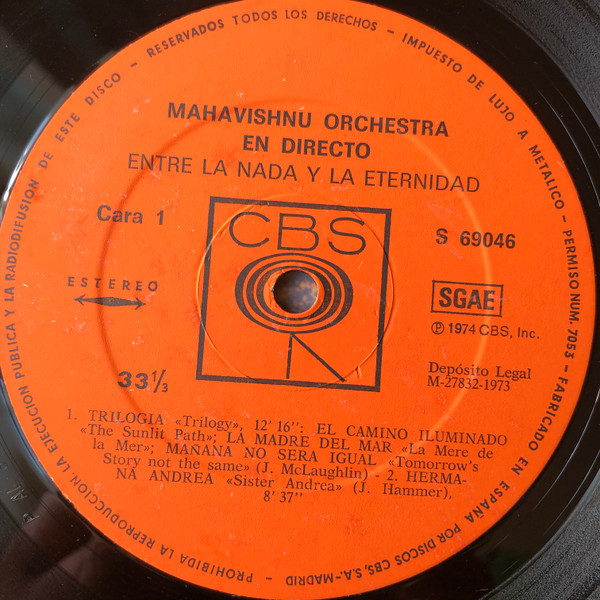 RESERVADOS TODOS LOS DERECHOS - IMPUESTO DE LUJO A METALICO - PERMISO NUM. 7053 - FABRICADO EN ESPAÑA POR DISCOS CBS, S.A.-MADRID - PROHIBIDA LA REPRODUCCION, LA EJECUCION PUBLICA Y LA RADIODIFUSION DE ESTE DISCO -
MAHAVISHNU ORCHESTRA
EN DIRECTO
ENTRE LA NADA Y LA ETERNIDAD
Cara 1
CBS
S 69046
ESTEREO
SGAE
℗ 1974 CBS, Inc.
33⅓
Depósito Legal
M-27832-1973
1. TRILOGIA «Trilogy», 12' 16'': EL CAMINO ILUMINADO
«The Sunlit Path»; LA MADRE DEL MAR «La Mere de
la Mer»; MAÑANA NO SERA IGUAL «Tomorrow's
Story not the same» (J. McLaughlin) - 2. HERMA-
NA ANDREA «Sister Andrea» (J. Hammer),
8' 37''